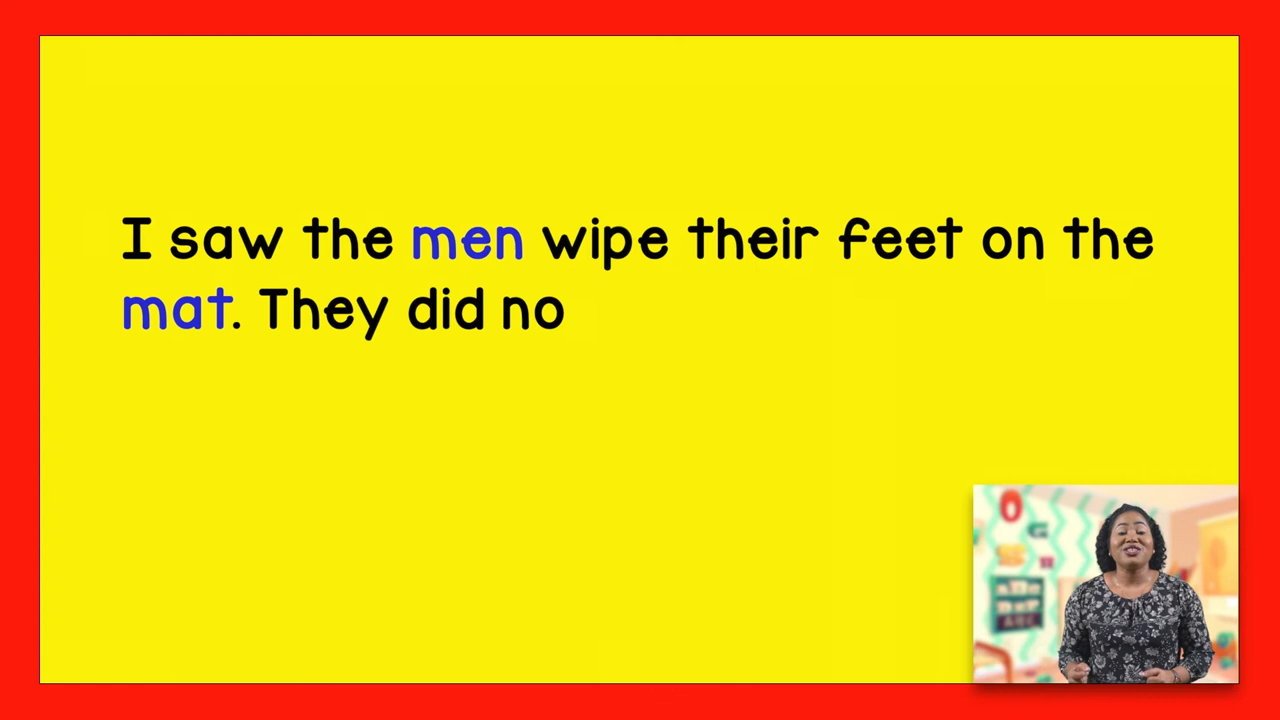 I saw the men wipe their feet on the
mat. They did no